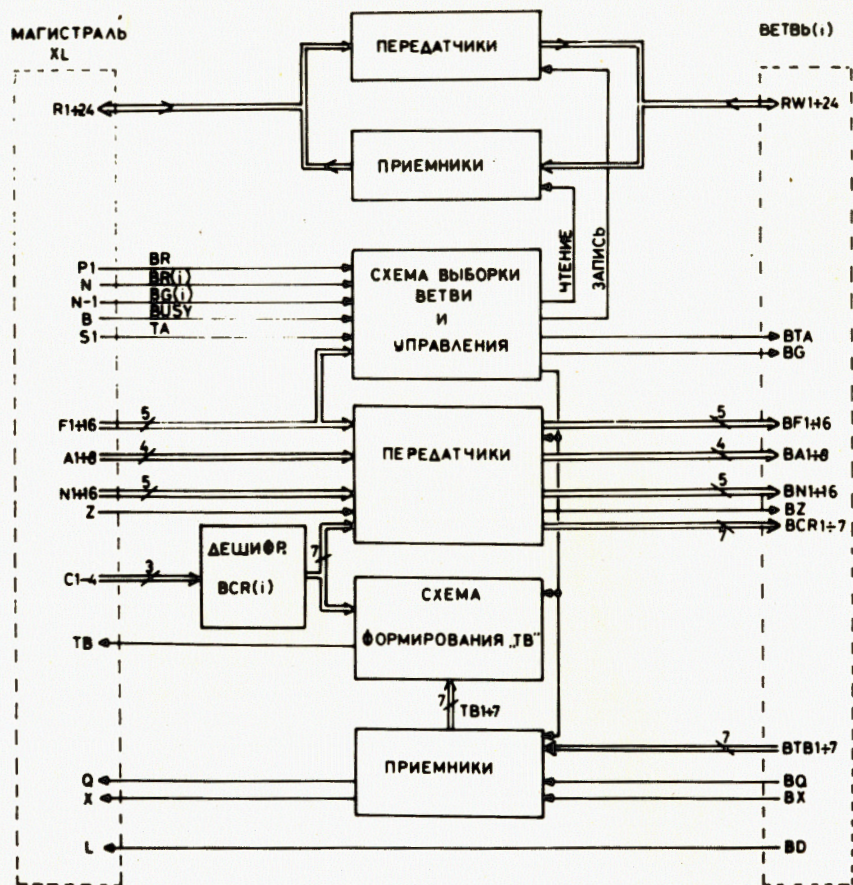 МАГИСТРАЛЬ
XL
ПЕРЕДАТЧИКИ
ВЕТВЬ(i)
R1÷24
RW1÷24
ПРИЕМНИКИ
ЧТЕНИЕ
ЗАПИСЬ
P1
BR
N
BR(i)
N-1
BG(i)
B
BUSY
S1
TA
СХЕМА ВЫБОРКИ
ВЕТВИ
И
УПРАВЛЕНИЯ
BTA
BG
F1÷16
5
5
BF1÷16
A1÷8
4
ПЕРЕДАТЧИКИ
4
BA1÷8
N1÷16
5
5
BN1÷16
Z
BZ
7
BCR1÷7
ДЕШИФР.
BCR(i)
7
C1-4
3
СХЕМА
ФОРМИРОВАНИЯ „ТВ"
TB
7
TB1÷7
ПРИЕМНИКИ
7
BTB1÷7
Q
BQ
X
BX
L
BD